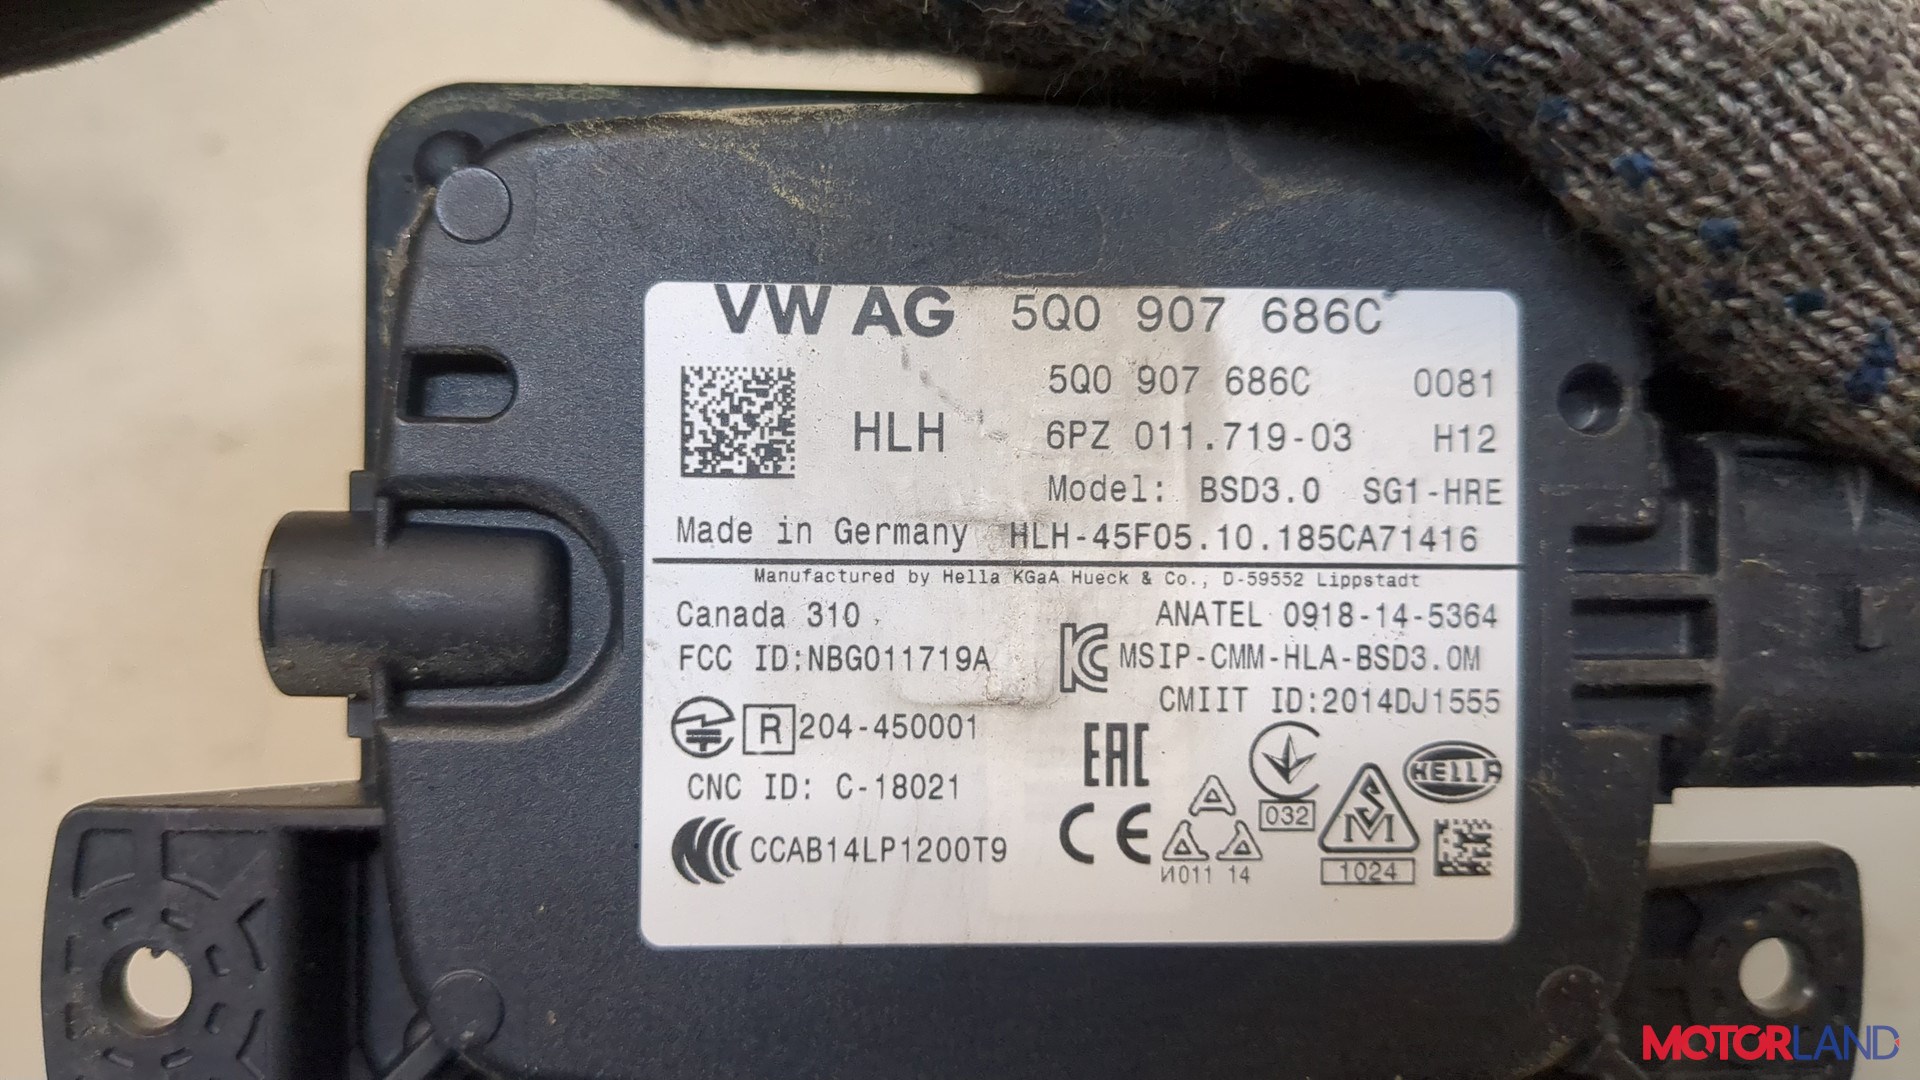 VW AG 5Q0 907 686C
5Q0 907 686C 0081
HLH 6PZ 011.719-03 H12
Model: BSD3.0 SG1-HRE
Made in Germany HLH-45F05.10.185CA71416
Manufactured by Hella KGaA Hueck & Co., D-59552 Lippstadt
Canada 310 ANATEL 0918-14-5364
FCC ID:NBG011719A MSIP-CMM-HLA-BSD3.0M
CMIIT ID:2014DJ1555
R 204-450001
EAC
HELLA
CNC ID: C-18021
032
SM
CCAB14LP1200T9 CE
И011 14 1024
MOTORLAND